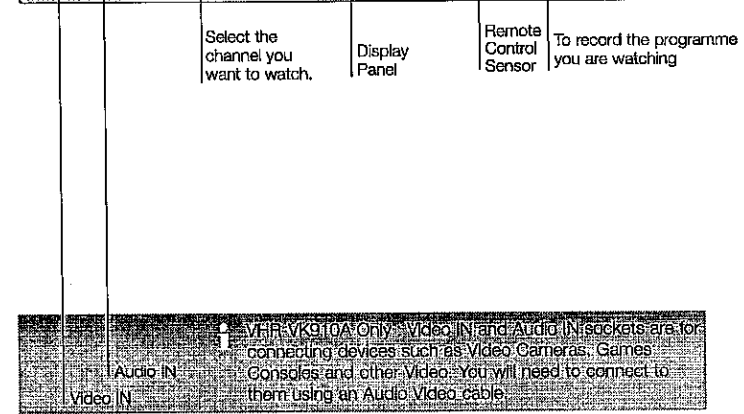 Select the
channel you
want to watch.
Display
Panel
Remote
Control
Sensor
To record the programme
you are watching
VHR-VK910A Only. Video IN and Audio IN sockets are for
connecting devices such as Video Cameras, Games
Consoles and other Video. You will need to connect to
them using an Audio Video cable.
Audio IN
Video IN